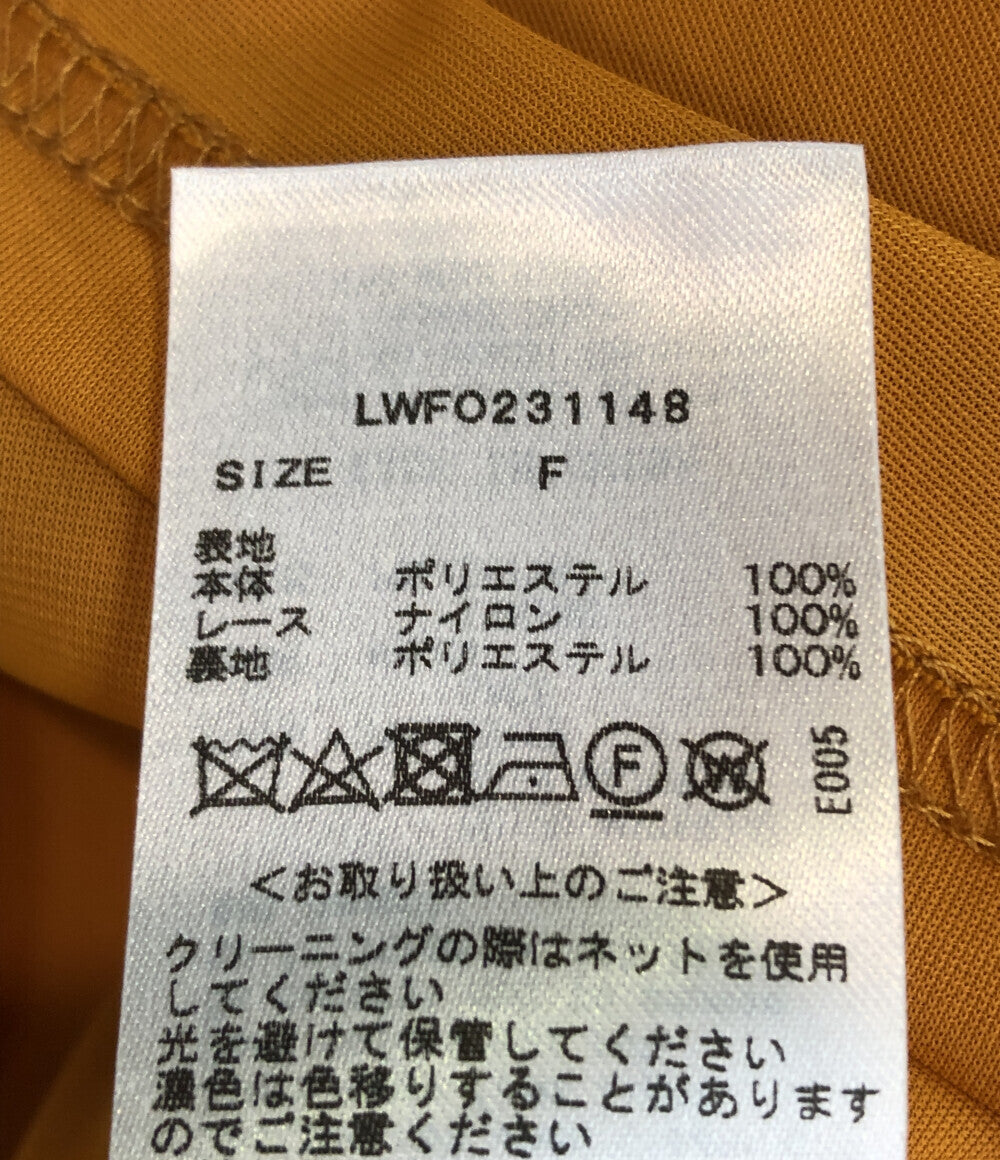 LWFO231148
SIZE F
表地
本体 ポリエステル 100%
レース ナイロン 100%
裏地 ポリエステル 100%
F W E005
<お取り扱い上のご注意>
クリーニングの際はネットを使用
してください
光を避けて保管してください
濃色は色移りすることがあります
のでご注意ください